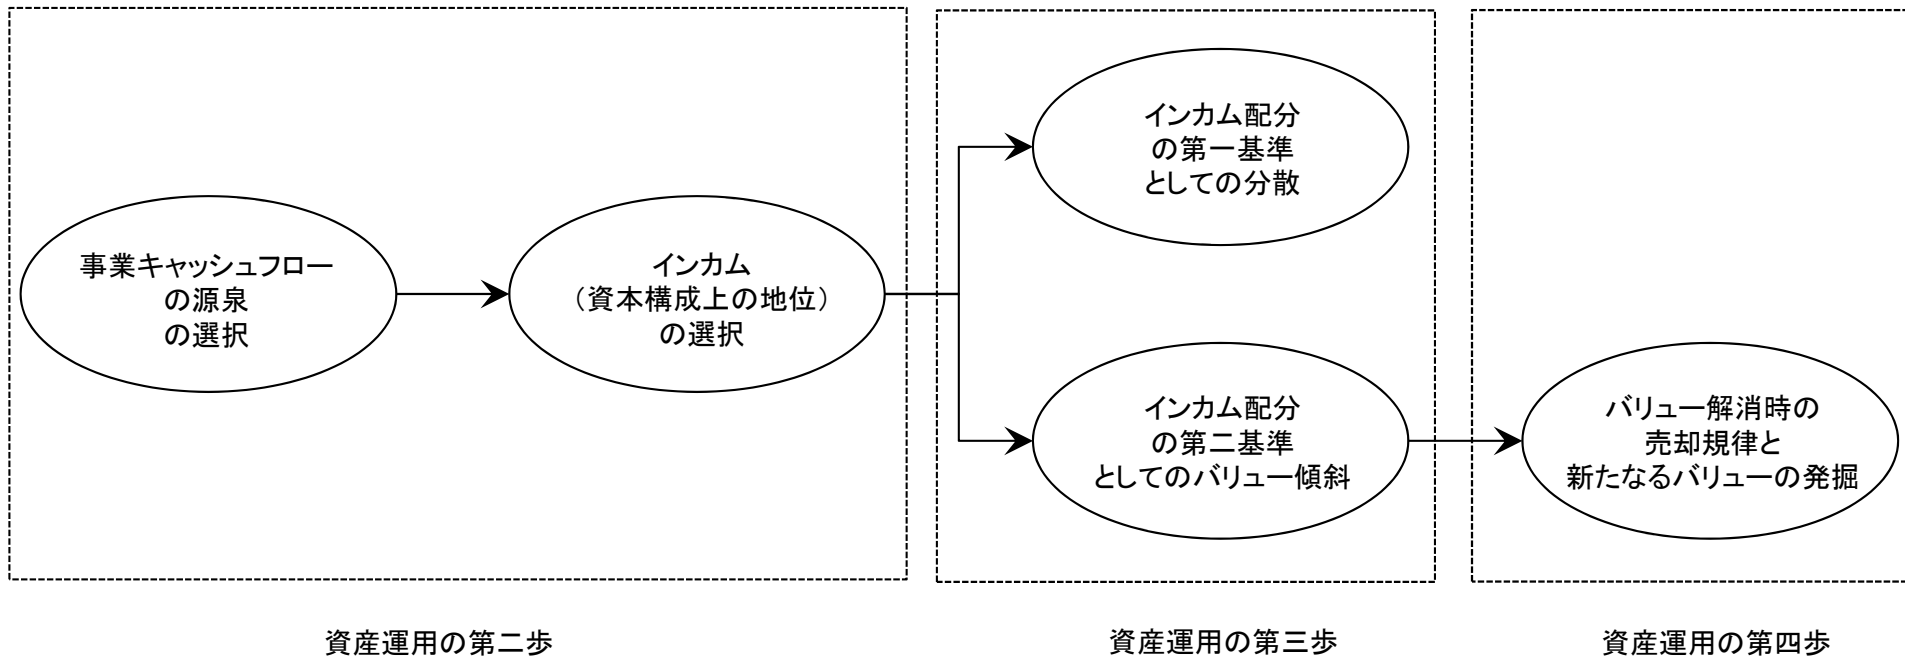 事業キャッシュフロー
の源泉
の選択
インカム
（資本構成上の地位）
の選択
インカム配分
の第一基準
としての分散
インカム配分
の第二基準
としてのバリュー傾斜
バリュー解消時の
売却規律と
新たなるバリューの発掘
資産運用の第二歩
資産運用の第三歩
資産運用の第四歩